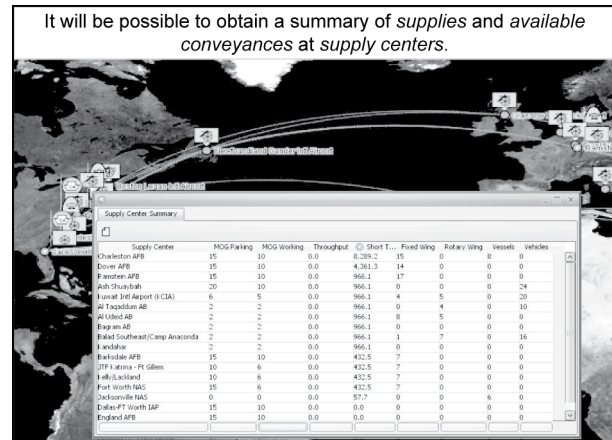 It will be possible to obtain a summary of supplies and available
conveyances at supply centers.
Newfoundland Gander Intl Airport
Boston Logan Intl Airport
Supply Center Summary
Supply Center MOG Parking MOG Working Throughput Short T... Fixed Wing Rotary Wing Vessels Vehicles
Charleston AFB 15 10 0.0 8,289.2 15 0 8 0
Dover AFB 15 10 0.0 4,361.3 14 0 0 0
Ramstein AFB 15 10 0.0 966.1 17 0 0 0
Ash Shuaybah 20 10 0.0 966.1 0 0 0 24
Kuwait Intl Airport (KCIA) 6 5 0.0 966.1 4 5 0 20
Al Taqaddum AB 2 2 0.0 966.1 0 4 0 10
Al Udeid AB 2 2 0.0 966.1 8 5 0 0
Bagram AB 2 2 0.0 966.1 0 0 0 0
Balad Southeast/Camp Anaconda 2 2 0.0 966.1 1 7 0 16
Kandahar 2 2 0.0 966.1 0 0 0 0
Barksdale AFB 15 10 0.0 432.5 7 0 0 0
JTF Katrina - Ft Gillem 10 6 0.0 432.5 7 0 0 0
Kelly/Lackland 10 6 0.0 432.5 7 0 0 0
Fort Worth NAS 15 6 0.0 432.5 7 0 0 0
Jacksonville NAS 0 0 0.0 57.7 0 0 6 0
Dallas-FT Worth IAP 15 10 0.0 0.0 0 0 0 0
England AFB 15 10 0.0 0.0 0 0 0 0